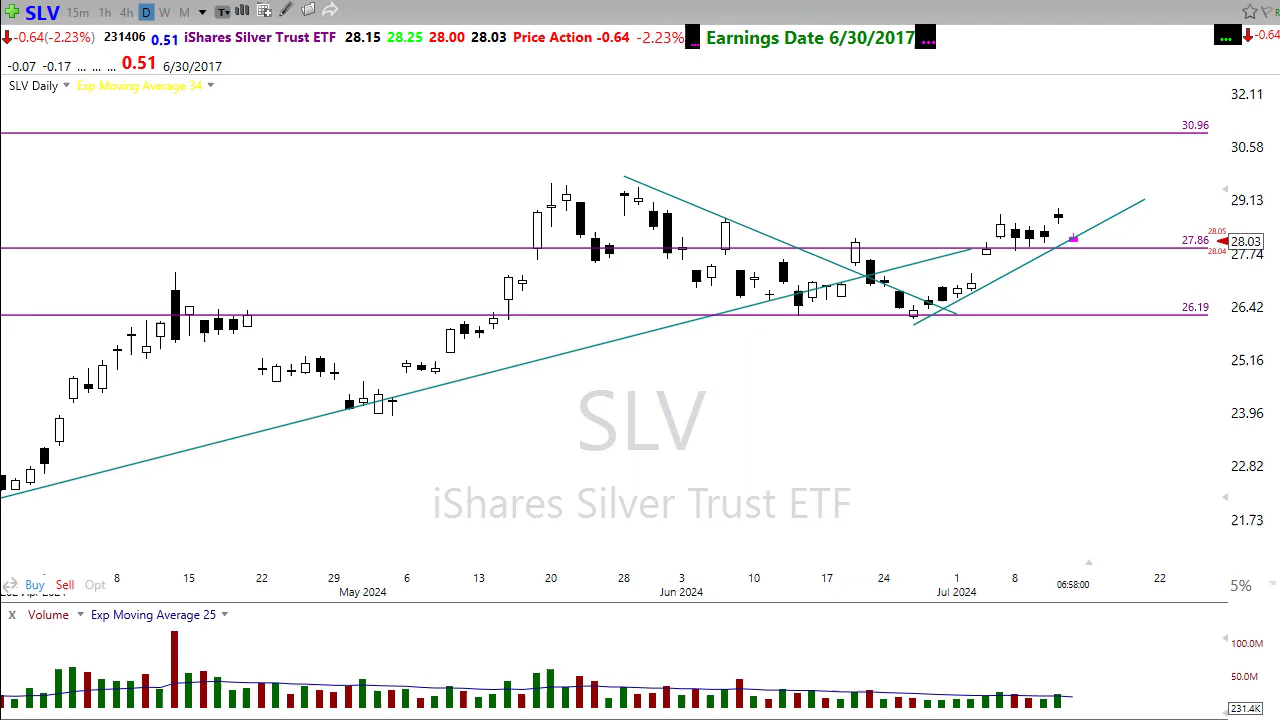 SLV 15m 1h 4h D W M T
-0.64(-2.23%) 231406 0.51 iShares Silver Trust ETF 28.15 28.25 28.00 28.03 Price Action -0.64 -2.23% ... Earnings Date 6/30/2017 ... ... -0.64
-0.07 -0.17 ... ... ... 0.51 6/30/2017
SLV Daily Exp Moving Average 34
32.11
30.96
30.58
29.13
28.05
27.86
28.03
28.04
27.74
26.19
26.42
25.16
SLV
23.96
22.82
iShares Silver Trust ETF
21.73
8 15 22 29 6 13 20 28 3 10 17 24 1 8 22
Buy Sell Opt 06:58:00 5%
May 2024 Jun 2024 Jul 2024
X Volume Exp Moving Average 25
100.0M
50.0M
231.4K